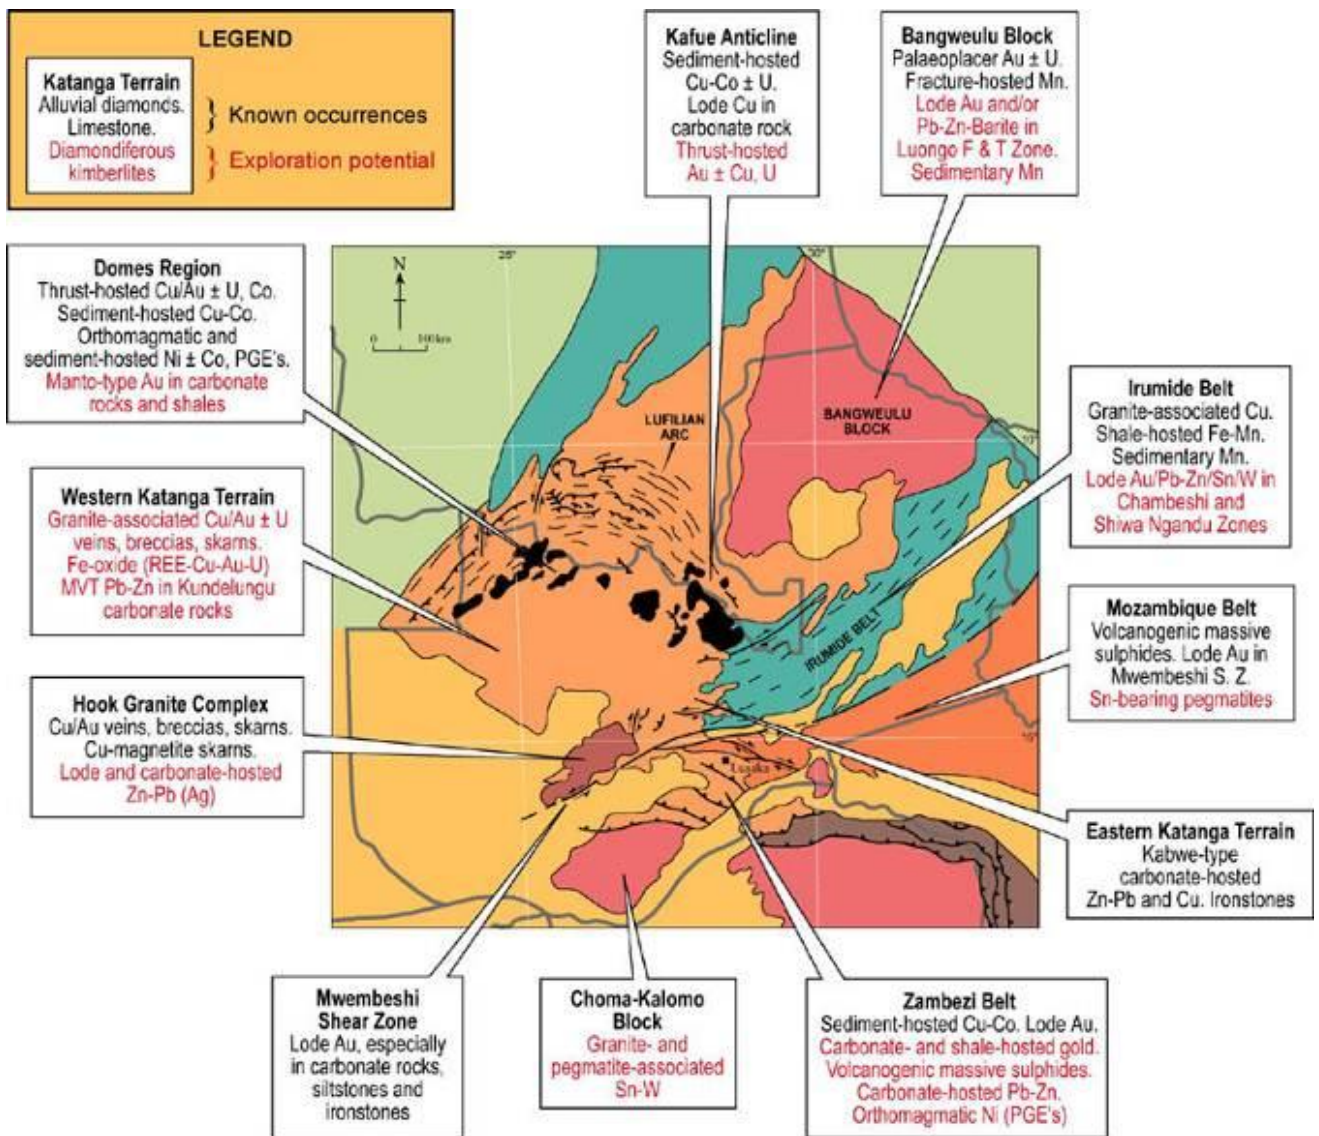 LEGEND
Katanga Terrain
Alluvial diamonds.
Limestone.
Diamondiferous
kimberlites
} Known occurrences
} Exploration potential
Kafue Anticline
Sediment-hosted
Cu-Co ± U.
Lode Cu in
carbonate rock
Thrust-hosted
Au ± Cu, U
Bangweulu Block
Palaeoplacer Au ± U.
Fracture-hosted Mn.
Lode Au and/or
Pb-Zn-Barite in
Luongo F & T Zone.
Sedimentary Mn
Domes Region
Thrust-hosted Cu/Au ± U, Co.
Sediment-hosted Cu-Co.
Orthomagmatic and
sediment-hosted Ni ± Co, PGE's.
Manto-type Au in carbonate
rocks and shales
Western Katanga Terrain
Granite-associated Cu/Au ± U
veins, breccias, skarns.
Fe-oxide (REE-Cu-Au-U)
MVT Pb-Zn in Kundelungu
carbonate rocks
Hook Granite Complex
Cu/Au veins, breccias, skarns.
Cu-magnetite skarns.
Lode and carbonate-hosted
Zn-Pb (Ag)
25°
30°
N
0 100km
LUFILIAN
ARC
BANGWEULU
BLOCK
10°
IRUMIDE BELT
15°
Lusaka
Irumide Belt
Granite-associated Cu.
Shale-hosted Fe-Mn.
Sedimentary Mn.
Lode Au/Pb-Zn/Sn/W in
Chambeshi and
Shiwa Ngandu Zones
Mozambique Belt
Volcanogenic massive
sulphides. Lode Au in
Mwembeshi S. Z.
Sn-bearing pegmatites
Eastern Katanga Terrain
Kabwe-type
carbonate-hosted
Zn-Pb and Cu. Ironstones
Mwembeshi
Shear Zone
Lode Au, especially
in carbonate rocks,
siltstones and
ironstones
Choma-Kalomo
Block
Granite- and
pegmatite-associated
Sn-W
Zambezi Belt
Sediment-hosted Cu-Co. Lode Au.
Carbonate- and shale-hosted gold.
Volcanogenic massive sulphides.
Carbonate-hosted Pb-Zn.
Orthomagmatic Ni (PGE's)